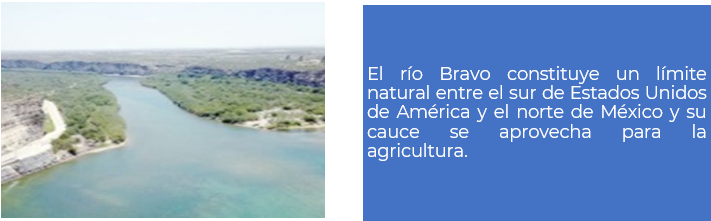 El río Bravo constituye un límite
natural entre el sur de Estados Unidos
de América y el norte de México y su
cauce se aprovecha para la
agricultura.